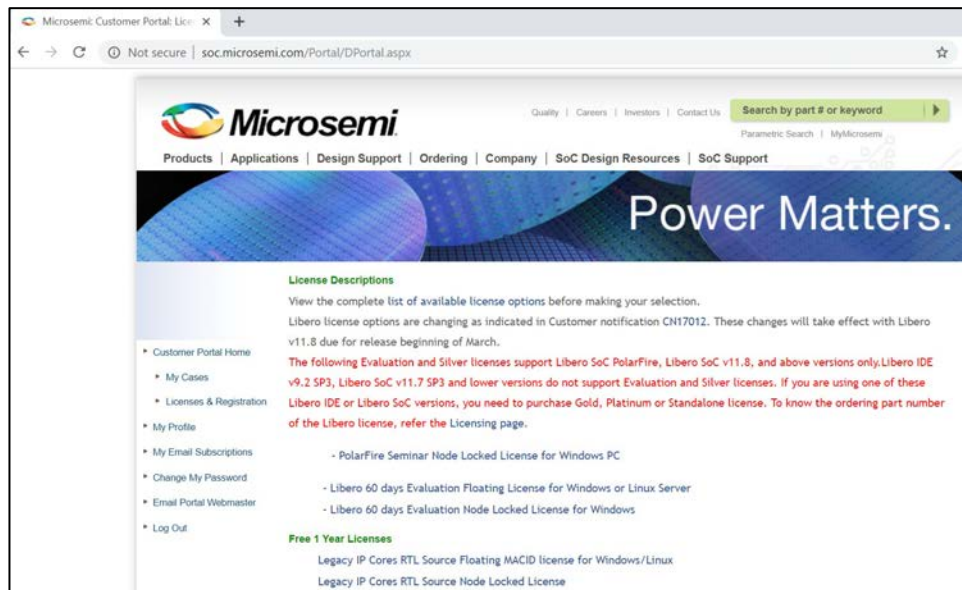 Microsemi: Customer Portal: Lice
Not secure | soc.microsemi.com/Portal/DPortal.aspx
Microsemi
Quality | Careers | Investors | Contact Us
Search by part # or keyword
Parametric Search | MyMicrosemi
Products | Applications | Design Support | Ordering | Company | SoC Design Resources | SoC Support
Power Matters.
License Descriptions
View the complete list of available license options before making your selection.
Libero license options are changing as indicated in Customer notification CN17012. These changes will take effect with Libero
v11.8 due for release beginning of March.
The following Evaluation and Silver licenses support Libero SoC PolarFire, Libero SoC v11.8, and above versions only.Libero IDE
v9.2 SP3, Libero SoC v11.7 SP3 and lower versions do not support Evaluation and Silver licenses. If you are using one of these
Libero IDE or Libero SoC versions, you need to purchase Gold, Platinum or Standalone license. To know the ordering part number
of the Libero license, refer the Licensing page.
- PolarFire Seminar Node Locked License for Windows PC
- Libero 60 days Evaluation Floating License for Windows or Linux Server
- Libero 60 days Evaluation Node Locked License for Windows
Free 1 Year Licenses
Legacy IP Cores RTL Source Floating MACID license for Windows/Linux
Legacy IP Cores RTL Source Node Locked License
Customer Portal Home
My Cases
Licenses & Registration
My Profile
My Email Subscriptions
Change My Password
Email Portal Webmaster
Log Out